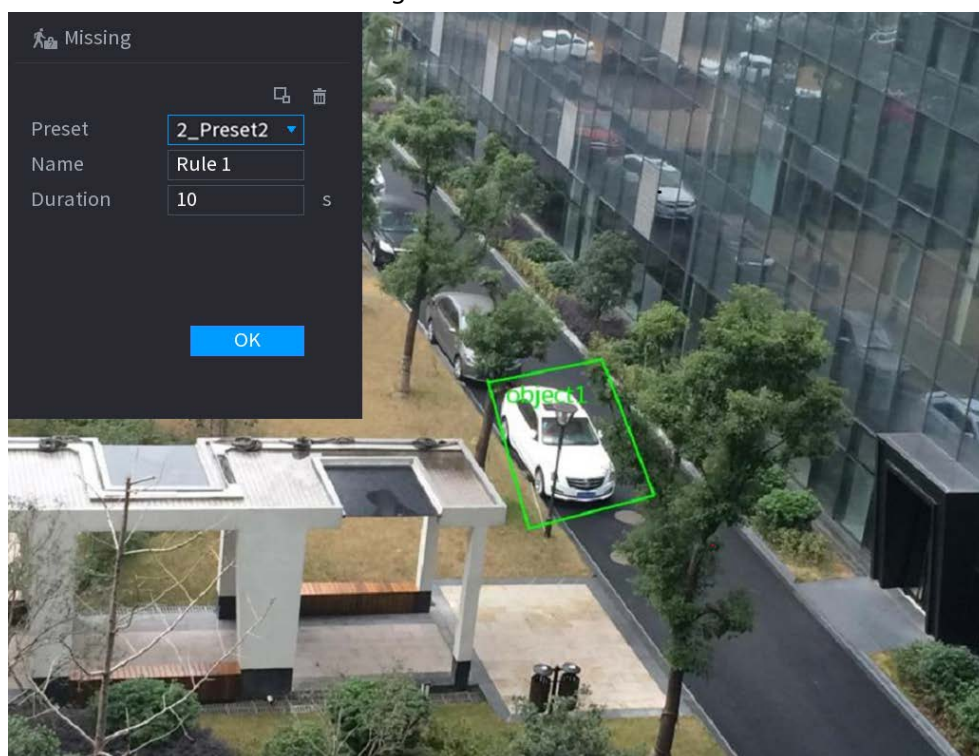 Missing
Preset 2_Preset2
Name Rule 1
Duration 10 s
OK
object1